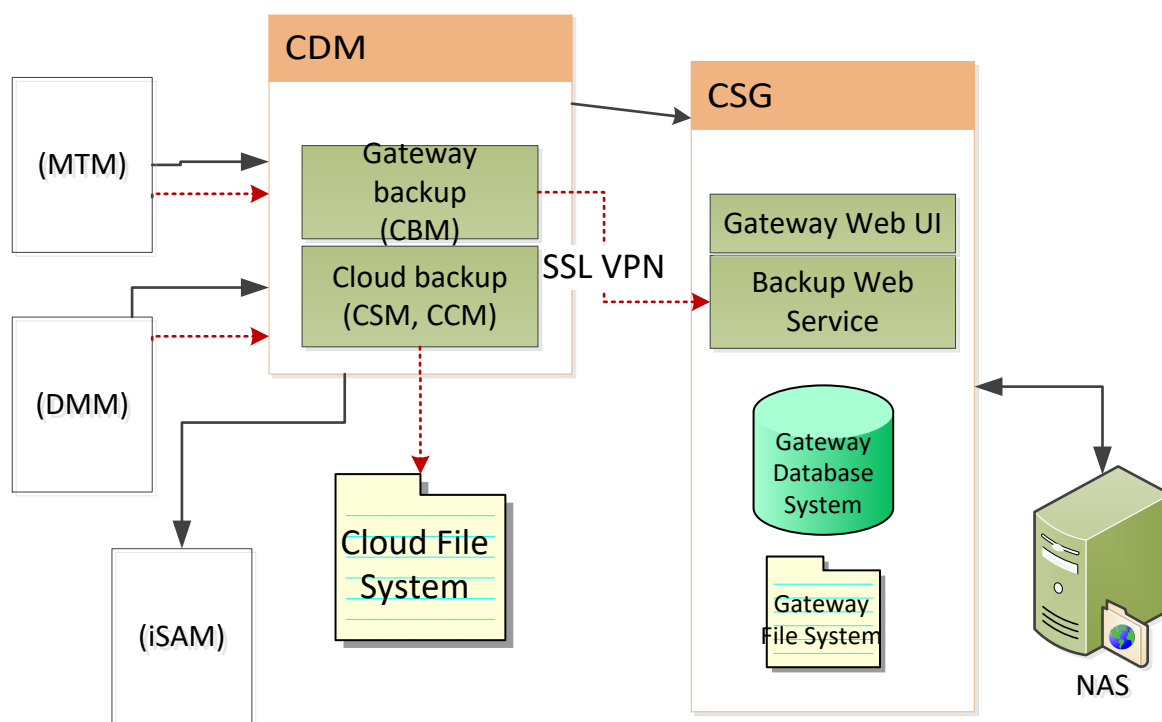 CDM
CSG
(MTM)
Gateway
backup
(CBM)
Cloud backup
(CSM, CCM)
SSL VPN
Gateway Web UI
Backup Web
Service
(DMM)
Gateway
Database
System
Cloud File
System
Gateway
File System
(iSAM)
NAS